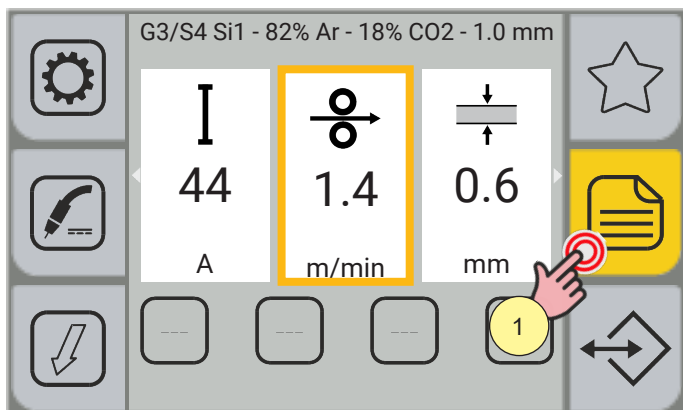 G3/S4 Si1 - 82% Ar - 18% CO2 - 1.0 mm
44 1.4 0.6
A m/min mm
--- --- --- 1